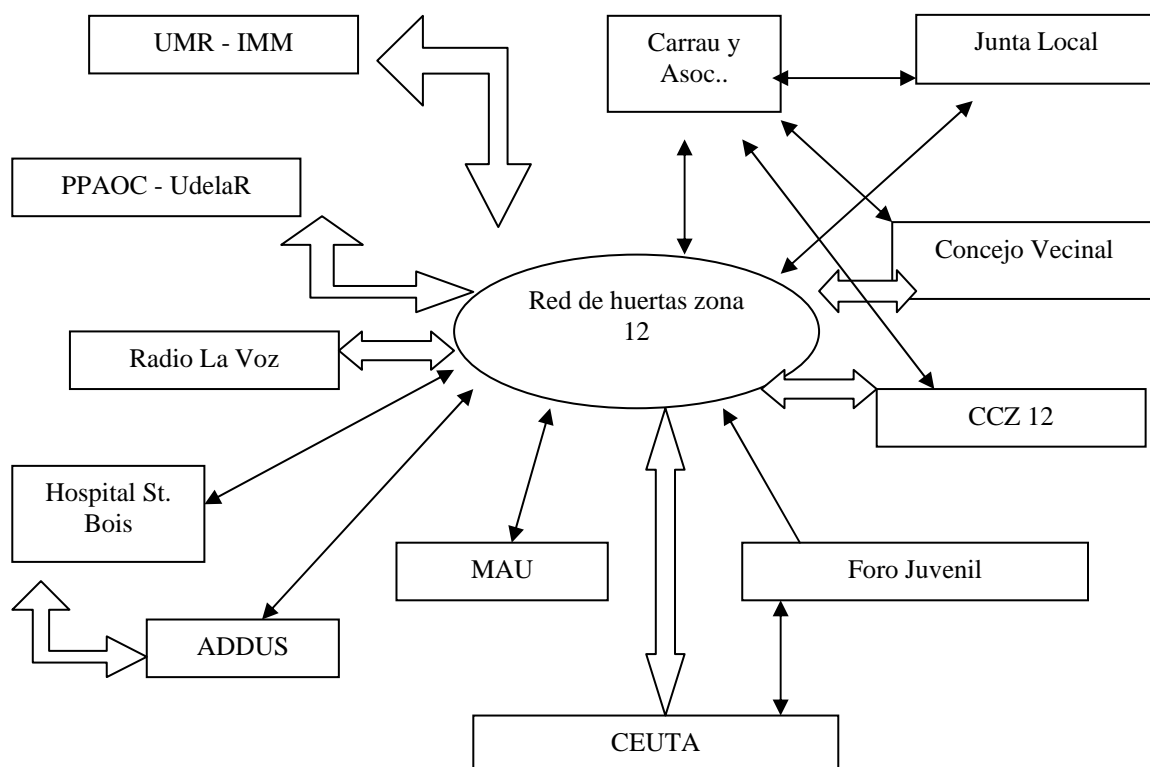 UMR - IMM
Carrau y
Asoc..
Junta Local
PPAOC - UdelaR
Concejo Vecinal
Red de huertas zona
12
Radio La Voz
CCZ 12
Hospital St.
Bois
MAU
Foro Juvenil
ADDUS
CEUTA